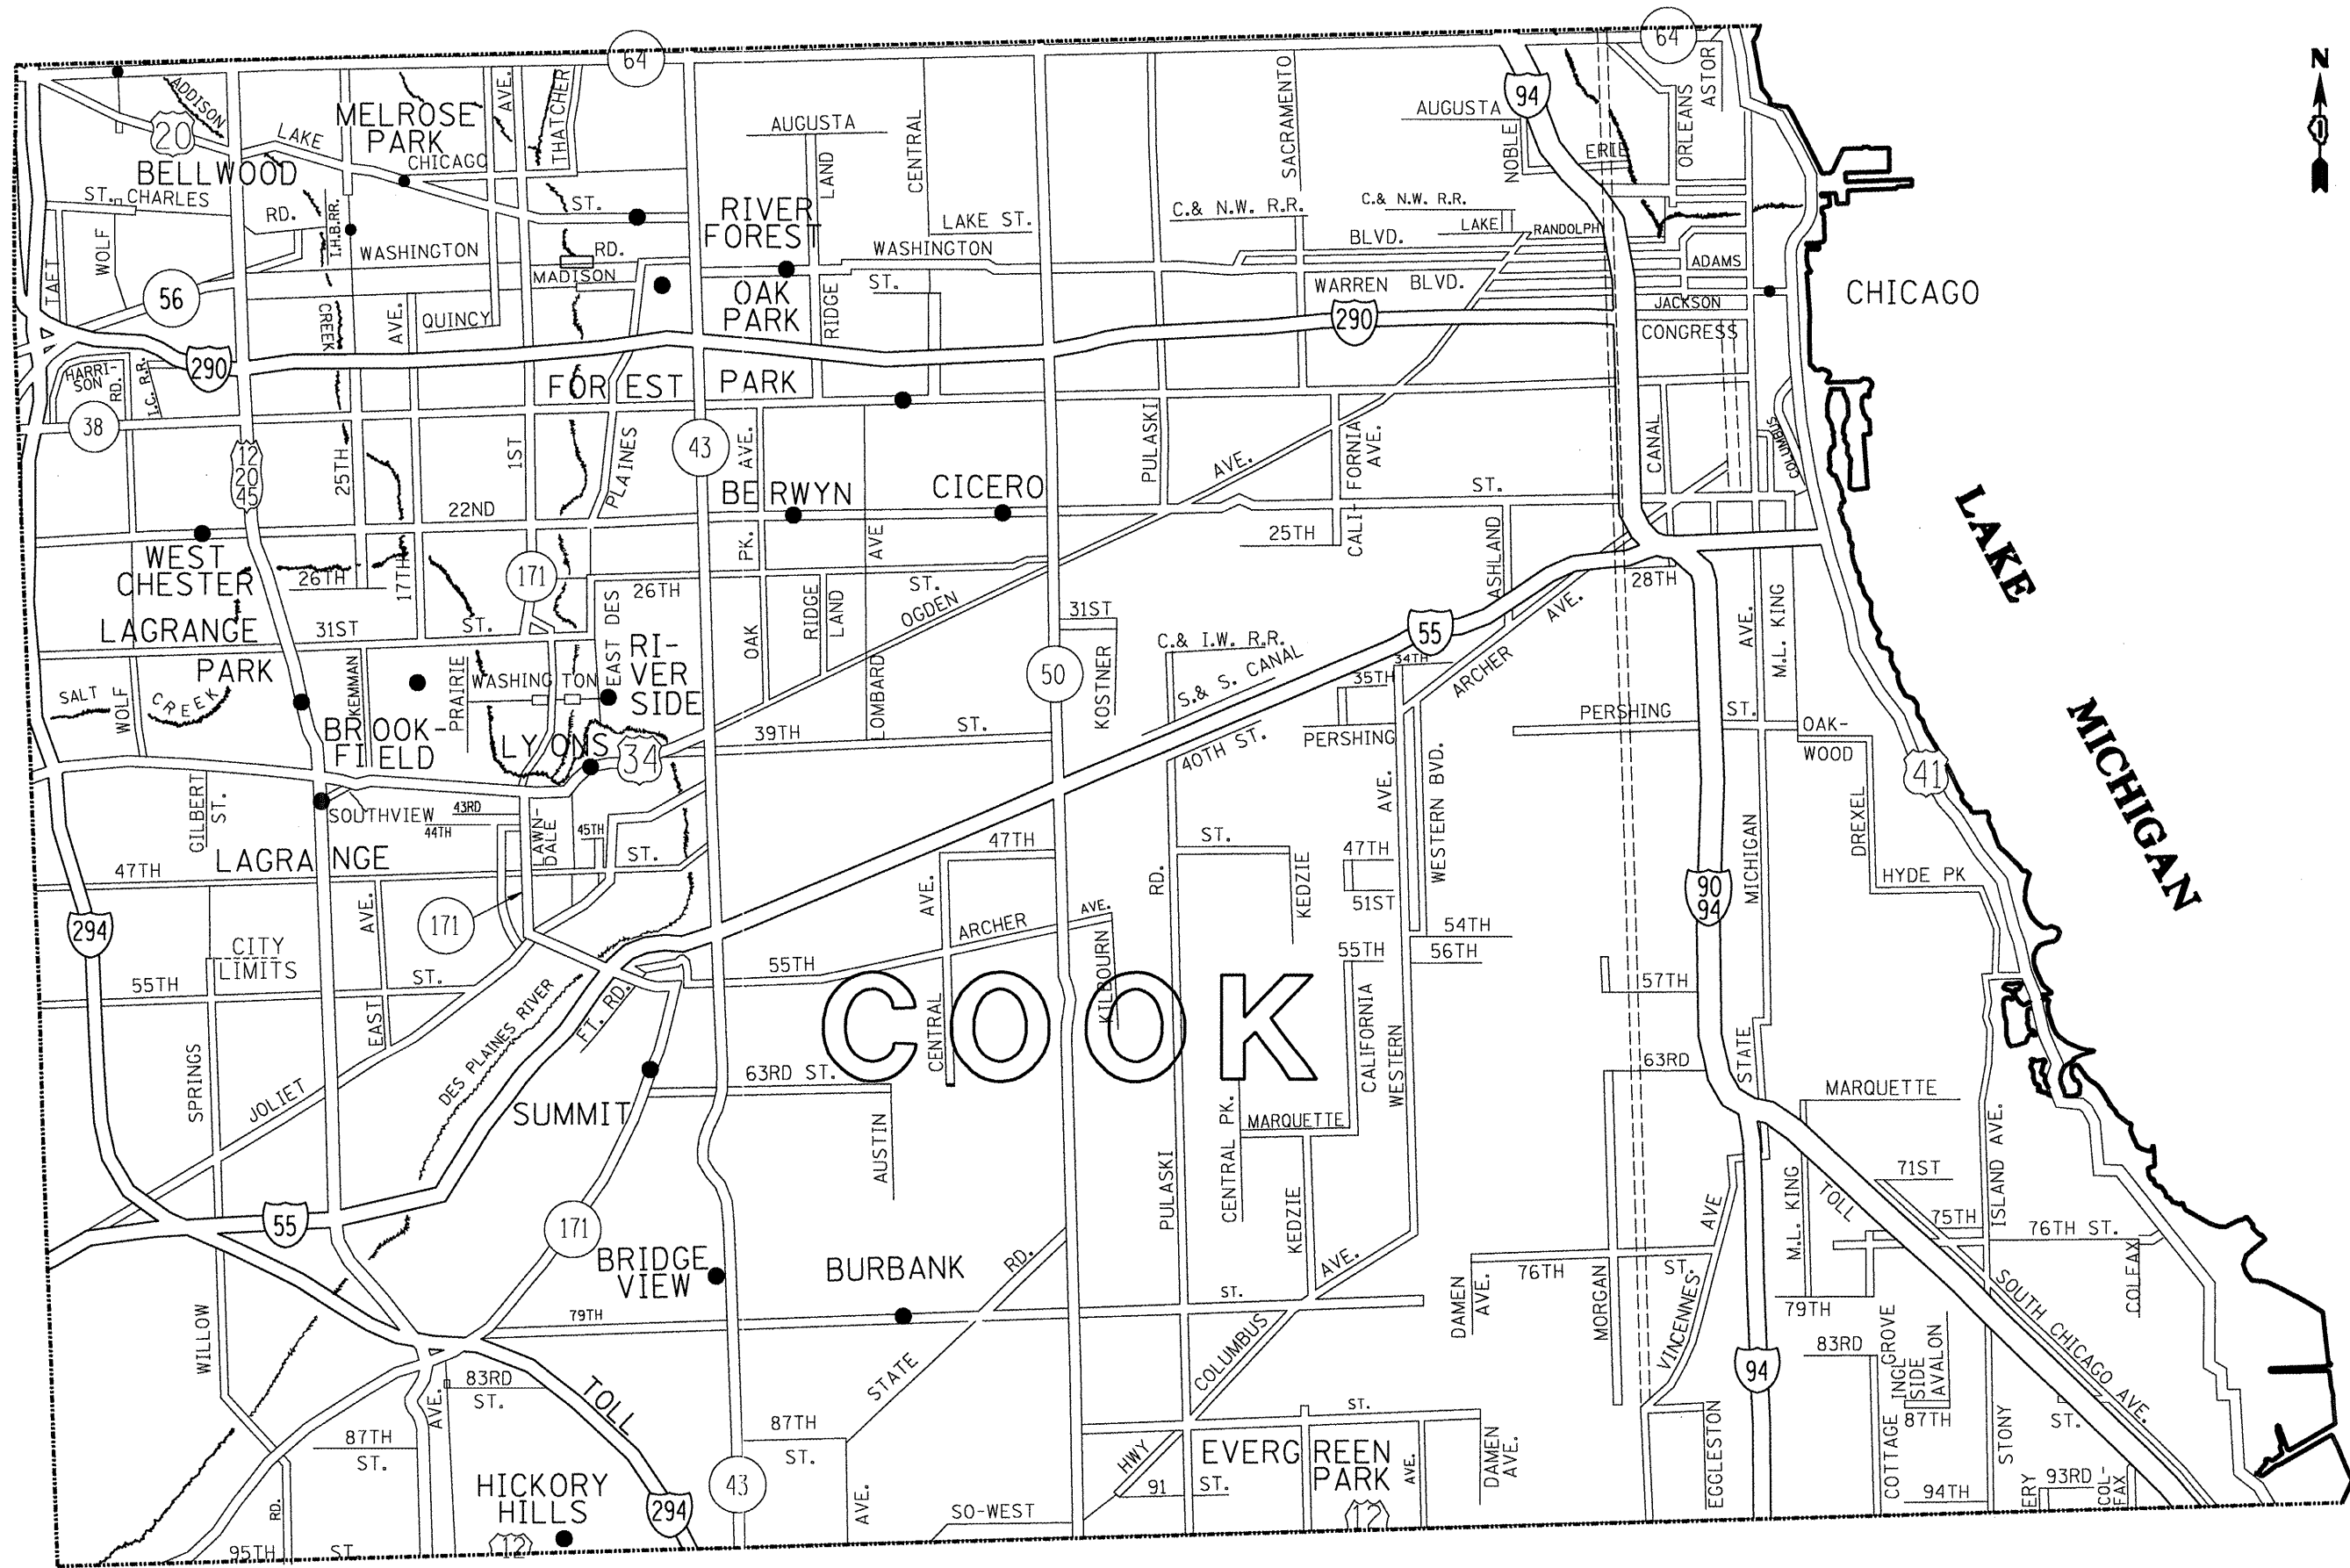 64
64
N
ADDISON
20
LAKE
MELROSE
PARK
AVE.
THATCHER
CHICAGO
BELLWOOD
ST. CHARLES
RD.
I.H.B.RR.
ST.
AUGUSTA
LAND
CENTRAL
SACRAMENTO
AUGUSTA
94
NOBLE
ERIE
ORLEANS
ASTOR
RIVER
FOREST
LAKE ST.
C.& N.W. R.R.
C.& N.W. R.R.
LAKE
RANDOLPH
TAFT
WOLF
56
WASHINGTON
RD.
MADISON
WASHINGTON
BLVD.
ADAMS
CREEK
AVE.
QUINCY
OAK
PARK
RIDGE
ST.
WARREN BLVD.
JACKSON
CONGRESS
CHICAGO
HARRI-
SON
RD.
I.C. R.R.
290
290
FOREST PARK
38
12
20
45
25TH
1ST
PLAINES
43
PK. AVE.
PULASKI
AVE.
CALI- FORNIA
AVE.
CANAL
COLUMBUS
22ND
BERWYN
CICERO
ST.
AVE
25TH
ASHLAND
LAKE
MICHIGAN
WEST
CHESTER
26TH
17TH
171
EAST DES
26TH
OAK
RIDGE
LAND
ST.
OGDEN
31ST
KOSTNER
55
AVE.
28TH
AVE.
M.L. KING
LAGRANGE
PARK
31ST
ST.
RI-
VER
SIDE
50
C.& I.W. R.R.
S.& S. CANAL
34TH
35TH
ARCHER
SALT
CREEK
WOLF
KEMMAN
PRAIRIE
WASHINGTON
LOMBARD
BROOK-
FIELD
LYONS
34
39TH
ST.
40TH ST.
PERSHING
AVE.
WESTERN BVD.
PERSHING
ST.
OAK-
WOOD
41
GILBERT
ST.
SOUTHVIEW
43RD
44TH
LAWN-
DALE
45TH
LAGRANGE
47TH
ST.
47TH
ST.
RD.
KEDZIE
47TH
51ST
MICHIGAN
DREXEL
HYDE PK
90
94
294
171
AVE.
CITY
LIMITS
AVE.
ARCHER
AVE.
KILBOURN
54TH
55TH
56TH
55TH
ST.
55TH
57TH
EAST
DES PLAINES RIVER
FT. RD.
CENTRAL
COOK
CALIFORNIA
WESTERN
SPRINGS
JOLIET
SUMMIT
63RD ST.
AUSTIN
CENTRAL PK.
MARQUETTE
63RD
STATE
MARQUETTE
ISLAND AVE.
55
171
BRIDGE
VIEW
BURBANK
RD.
PULASKI
KEDZIE
AVE.
VINCENNES AVE
M.L. KING
TOLL
71ST
75TH
76TH ST.
COLFAX
WILLOW
79TH
ST.
COLUMBUS
DAMEN
AVE.
76TH
ST.
MORGAN
79TH
SOUTH CHICAGO AVE.
STATE
94
83RD
GROVE
INGL
SIDE
AVALON
83RD
ST.
TOLL
AVE.
87TH
ST.
87TH
ST.
ST.
87TH
ST.
HICKORY
HILLS
43
HWY
EVERGREEN
PARK
AVE.
DAMEN
AVE.
EGGLESTON
COTTAGE
STONY
91
ST.
93RD
94TH
ERY
COL-
FAX
RD.
294
AVE.
SO-WEST
12
12
95TH
ST.